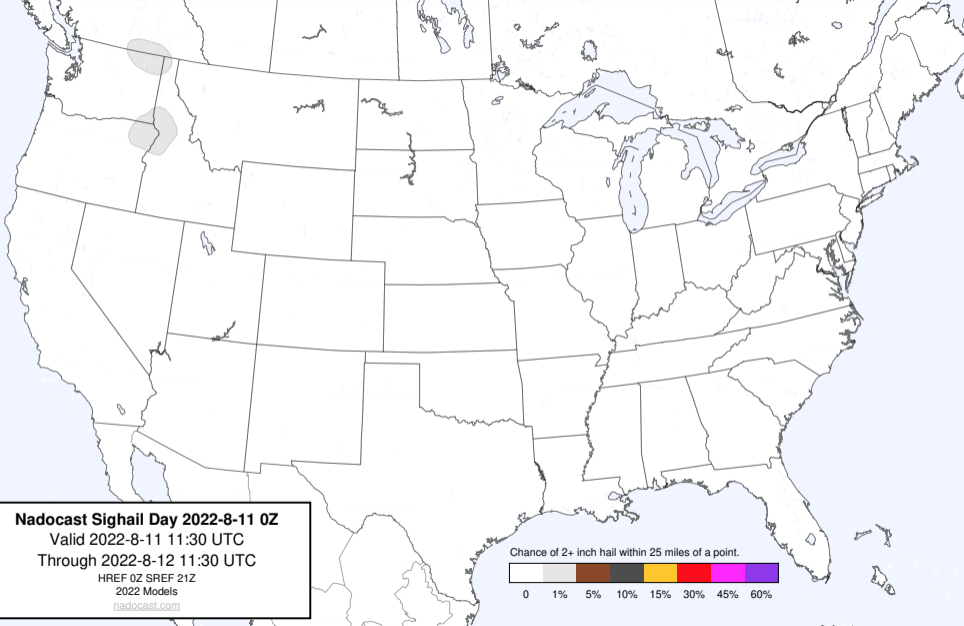 Nadocast Sighail Day 2022-8-11 0Z
Valid 2022-8-11 11:30 UTC
Through 2022-8-12 11:30 UTC
HREF 0Z SREF 21Z
2022 Models
nadocast.com
Chance of 2+ inch hail within 25 miles of a point.
0 1% 5% 10% 15% 30% 45% 60%